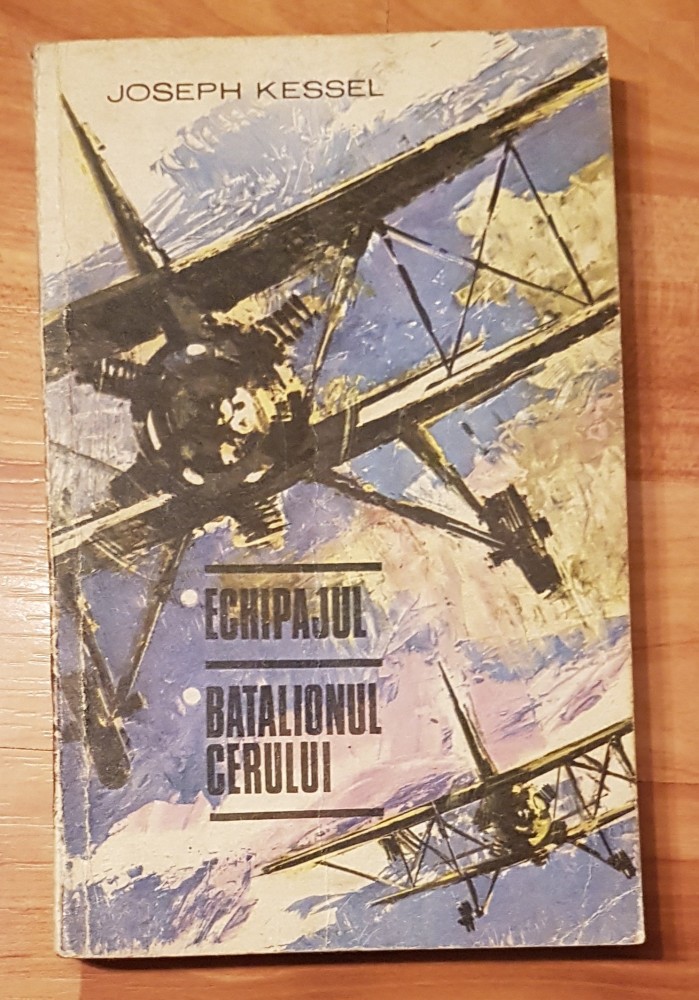 JOSEPH KESSEL
ECHIPAJUL
BATALIONUL
CERULUI